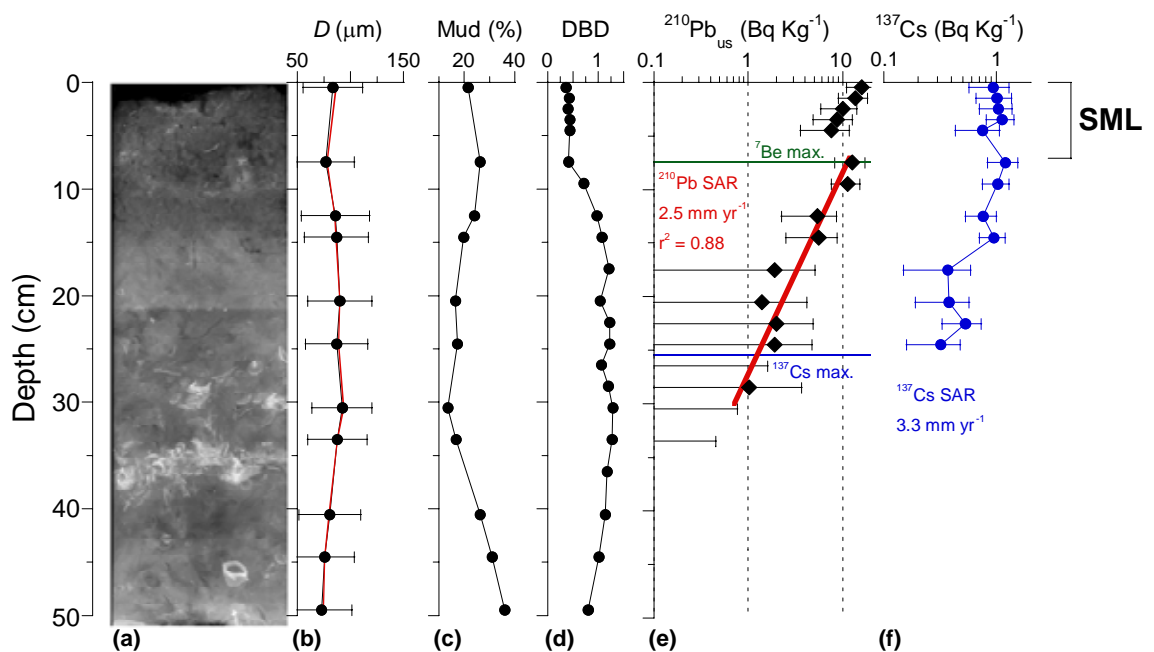 D (μm)
Mud (%)
DBD
²¹⁰Pbᵤₛ (Bq Kg⁻¹)
¹³⁷Cs (Bq Kg⁻¹)
50 150
0 20 40
0 1
0.1 1 10
0.1 1
SML
0
10
20
30
40
50
Depth (cm)
⁷Be max.
²¹⁰Pb SAR
2.5 mm yr⁻¹
r² = 0.88
¹³⁷Cs max.
¹³⁷Cs SAR
3.3 mm yr⁻¹
(a) (b) (c) (d) (e) (f)